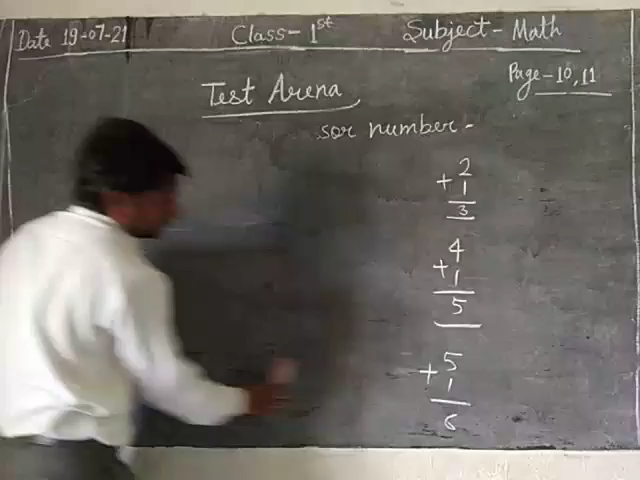 Date 19-07-21 Class-1st Subject-Math
Page-10,11
Test Arena
sor number-
2
+ 1
3
4
+ 1
5
5
+ 1
6